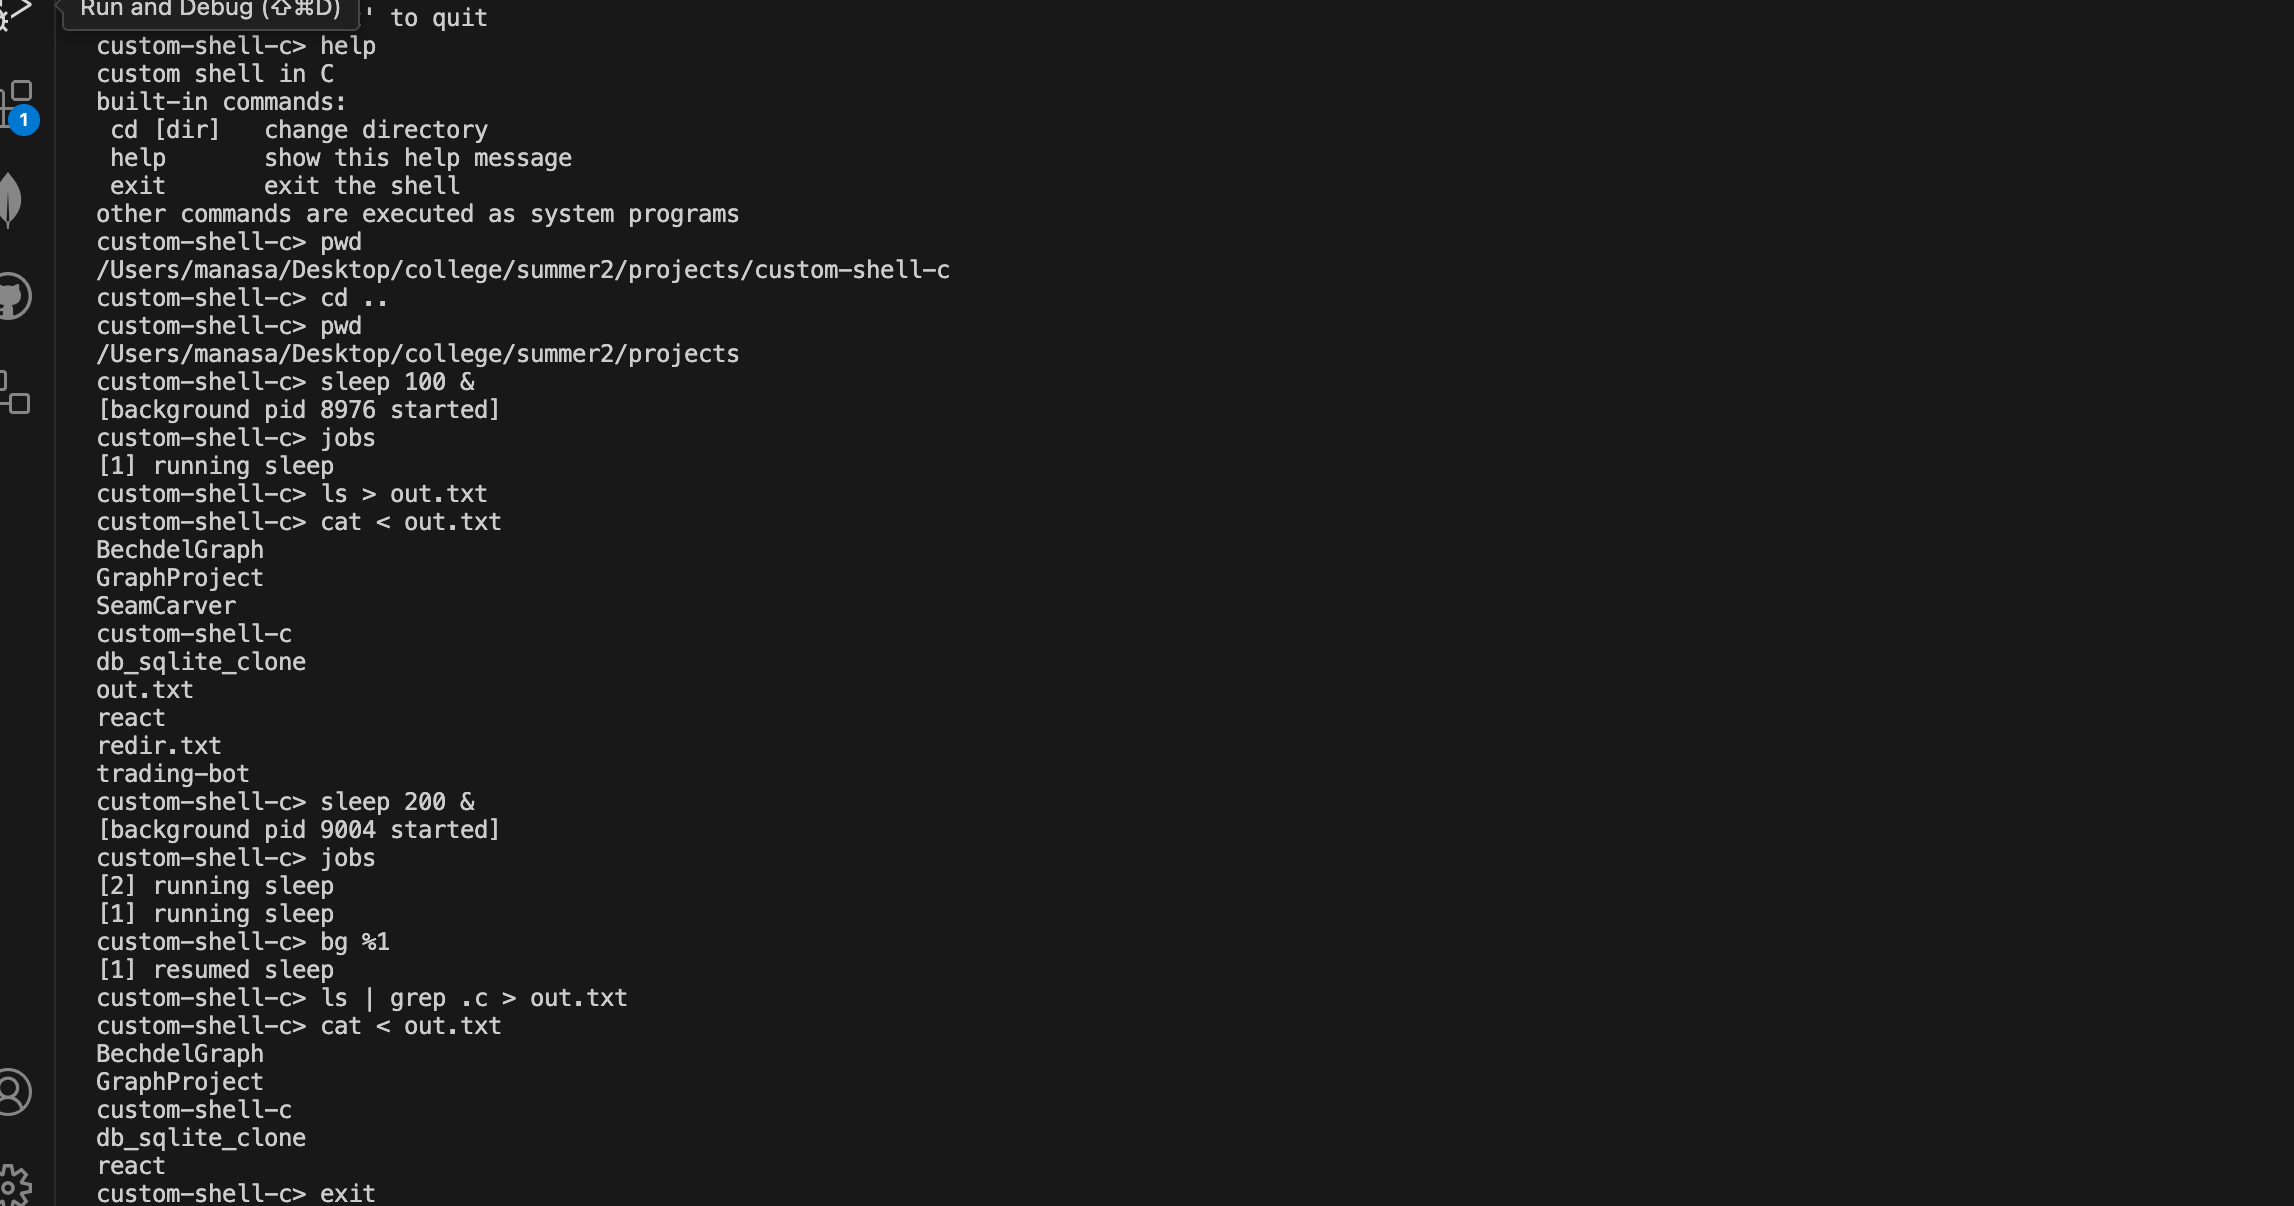 Run and Debug (⇧⌘D)
' to quit
custom-shell-c> help
custom shell in C
built-in commands:
 cd [dir]   change directory
 help       show this help message
 exit       exit the shell
other commands are executed as system programs
custom-shell-c> pwd
/Users/manasa/Desktop/college/summer2/projects/custom-shell-c
custom-shell-c> cd ..
custom-shell-c> pwd
/Users/manasa/Desktop/college/summer2/projects
custom-shell-c> sleep 100 &
[background pid 8976 started]
custom-shell-c> jobs
[1] running sleep
custom-shell-c> ls > out.txt
custom-shell-c> cat < out.txt
BechdelGraph
GraphProject
SeamCarver
custom-shell-c
db_sqlite_clone
out.txt
react
redir.txt
trading-bot
custom-shell-c> sleep 200 &
[background pid 9004 started]
custom-shell-c> jobs
[2] running sleep
[1] running sleep
custom-shell-c> bg %1
[1] resumed sleep
custom-shell-c> ls | grep .c > out.txt
custom-shell-c> cat < out.txt
BechdelGraph
GraphProject
custom-shell-c
db_sqlite_clone
react
custom-shell-c> exit
1